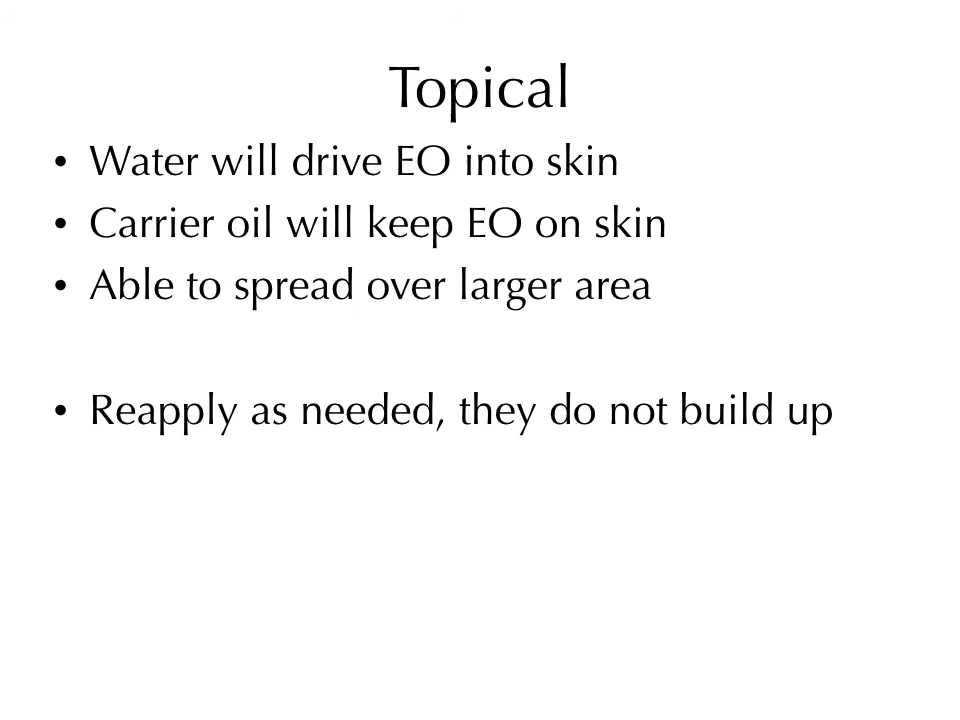 Topical
• Water will drive EO into skin
• Carrier oil will keep EO on skin
• Able to spread over larger area
• Reapply as needed, they do not build up